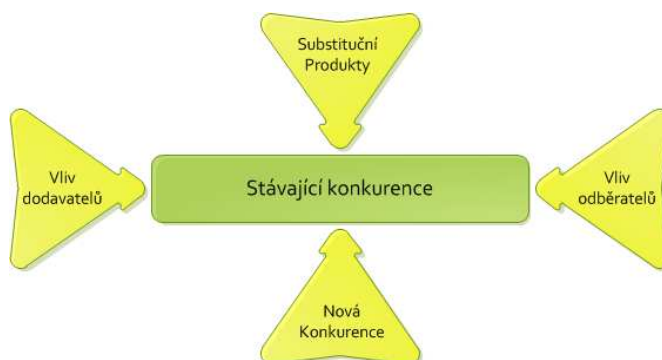 Substituční
Produkty
Vliv
dodavatelů
Stávající konkurence
Vliv
odběratelů
Nová
Konkurence